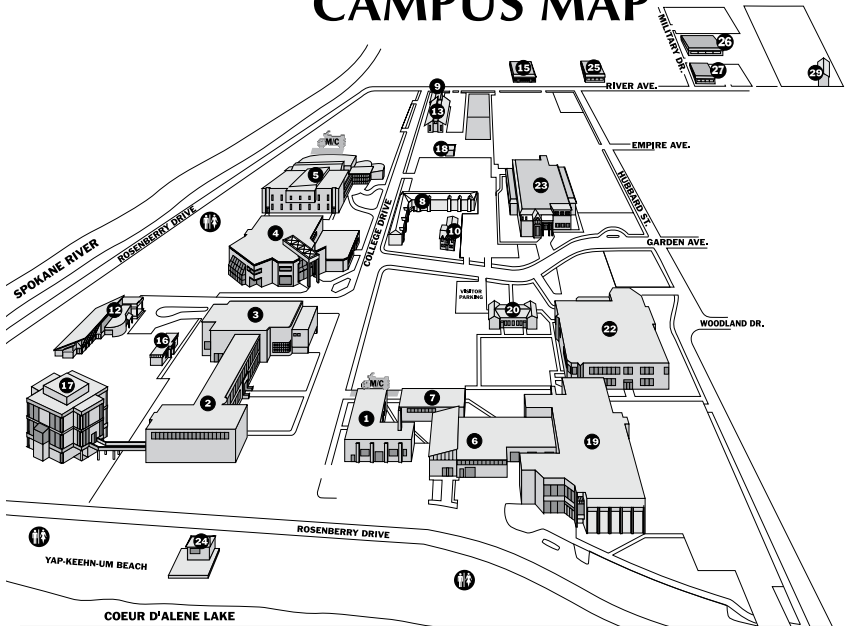 CAMPUS MAP
MILITARY DR.
26
15
25
27
29
9
RIVER AVE.
13
M/C
18
EMPIRE AVE.
5
23
HUBBARD ST.
8
ROSENBERRY DRIVE
COLLEGE DRIVE
4
10
GARDEN AVE.
SPOKANE RIVER
VISITOR
PARKING
12
3
20
22
WOODLAND DR.
16
17
M/C
2
1
7
6
19
ROSENBERRY DRIVE
24
YAP-KEEHN-UM BEACH
COEUR D'ALENE LAKE